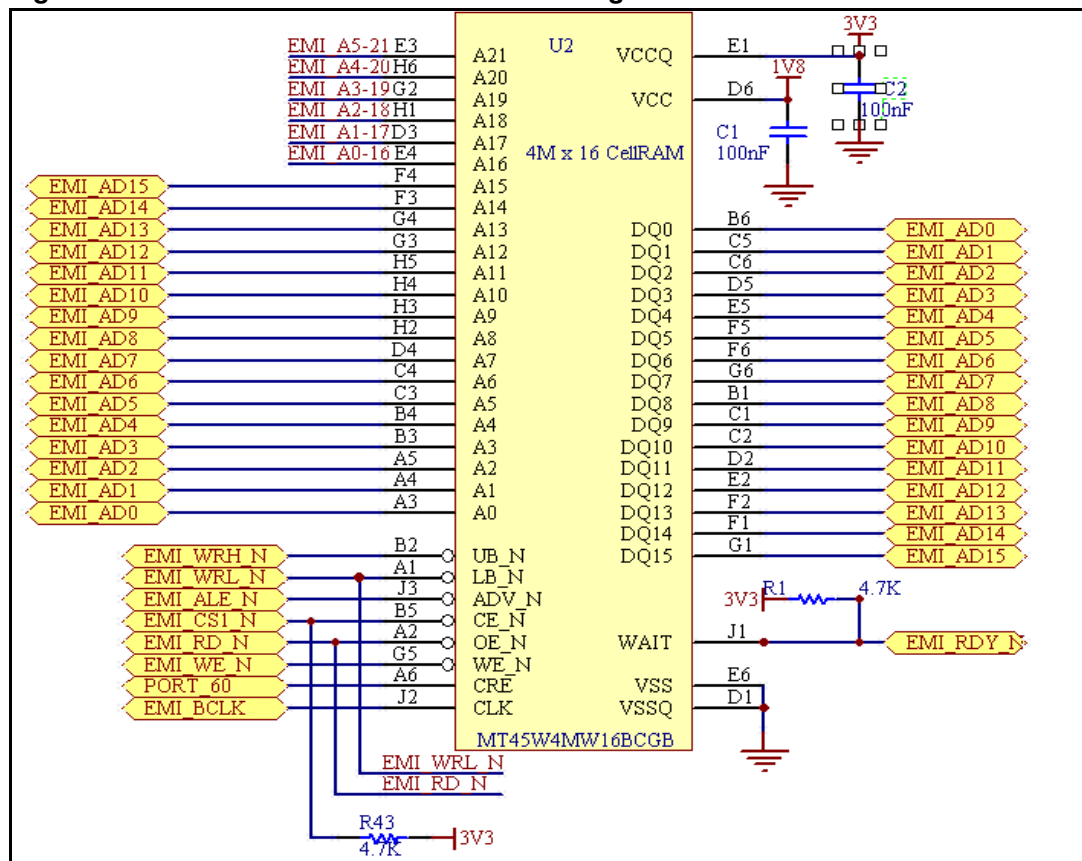 EMI A5-21 E3 A21 U2 VCCQ E1 3V3
EMI A4-20 H6 A20
EMI A3-19 G2 A19 VCC D6 1V8 C2
EMI A2-18 H1 A18 100nF
EMI A1-17 D3 A17 C1
EMI A0-16 E4 A16 4M x 16 CellRAM 100nF
EMI_AD15 F4 A15
EMI_AD14 F3 A14
EMI_AD13 G4 A13 DQ0 B6 EMI_AD0
EMI_AD12 G3 A12 DQ1 C5 EMI_AD1
EMI_AD11 H5 A11 DQ2 C6 EMI_AD2
EMI_AD10 H4 A10 DQ3 D5 EMI_AD3
EMI_AD9 H3 A9 DQ4 E5 EMI_AD4
EMI_AD8 H2 A8 DQ5 F5 EMI_AD5
EMI_AD7 D4 A7 DQ6 F6 EMI_AD6
EMI_AD6 C4 A6 DQ7 G6 EMI_AD7
EMI_AD5 C3 A5 DQ8 B1 EMI_AD8
EMI_AD4 B4 A4 DQ9 C1 EMI_AD9
EMI_AD3 B3 A3 DQ10 C2 EMI_AD10
EMI_AD2 A5 A2 DQ11 D2 EMI_AD11
EMI_AD1 A4 A1 DQ12 E2 EMI_AD12
EMI_AD0 A3 A0 DQ13 F2 EMI_AD13
DQ14 F1 EMI_AD14
EMI_WRH_N B2 UB_N DQ15 G1 EMI_AD15
EMI_WRL_N A1 LB_N
EMI_ALE_N J3 ADV_N 3V3 R1 4.7K
EMI_CS1_N B5 CE_N
EMI_RD_N A2 OE_N WAIT J1 EMI_RDY_N
EMI_WE_N G5 WE_N
PORT_60 A6 CRE VSS E6
EMI_BCLK J2 CLK VSSQ D1
MT45W4MW16BCGB
EMI WRL N
EMI RD N
R43
4.7K 3V3